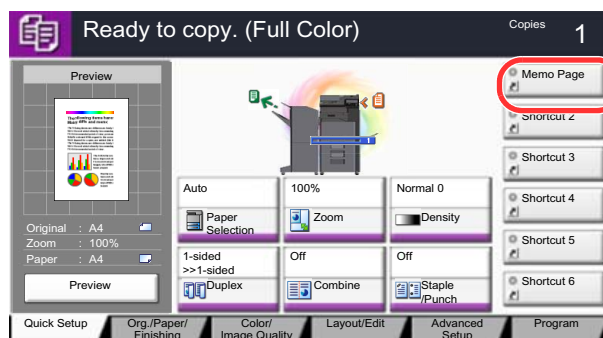 Ready to copy. (Full Color)
Copies
1
Preview
Original : A4
Zoom : 100%
Paper : A4
Preview
Auto
Paper
Selection
100%
Zoom
Normal 0
Density
1-sided
>>1-sided
Duplex
Off
Combine
Off
Staple
/Punch
Memo Page
Shortcut 2
Shortcut 3
Shortcut 4
Shortcut 5
Shortcut 6
Quick Setup
Org./Paper/
Finishing
Color/
Image Quality
Layout/Edit
Advanced
Setup
Program